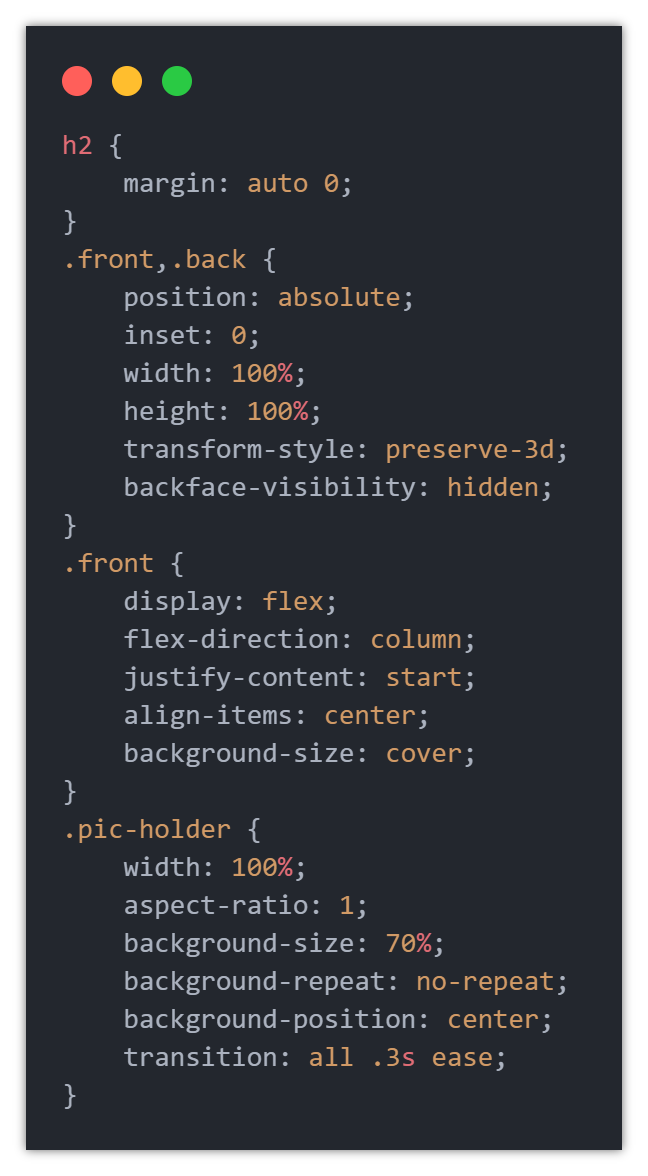 h2 {
    margin: auto 0;
}
.front,.back {
    position: absolute;
    inset: 0;
    width: 100%;
    height: 100%;
    transform-style: preserve-3d;
    backface-visibility: hidden;
}
.front {
    display: flex;
    flex-direction: column;
    justify-content: start;
    align-items: center;
    background-size: cover;
}
.pic-holder {
    width: 100%;
    aspect-ratio: 1;
    background-size: 70%;
    background-repeat: no-repeat;
    background-position: center;
    transition: all .3s ease;
}